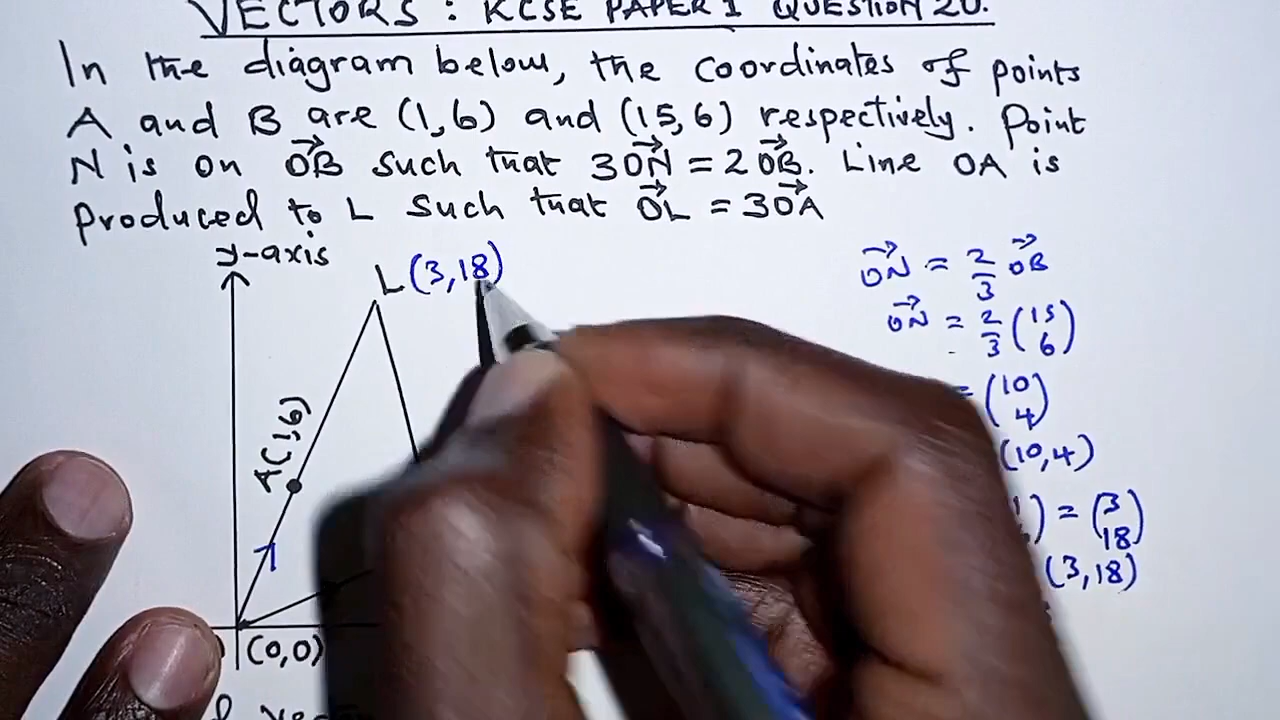 VECTORS : KCSE PAPER 1 QUESTION 20.
In the diagram below, the coordinates of points
A and B are (1,6) and (15,6) respectively. Point
N is on OB such that 3ON = 2OB. Line OA is
produced to L such that OL = 3OA
y-axis
L (3,18)
A(1,6)
(0,0)
ON = 2/3 OB
ON = 2/3 (15 6)
= (10 4)
(10,4)
) = (3 18)
(3,18)